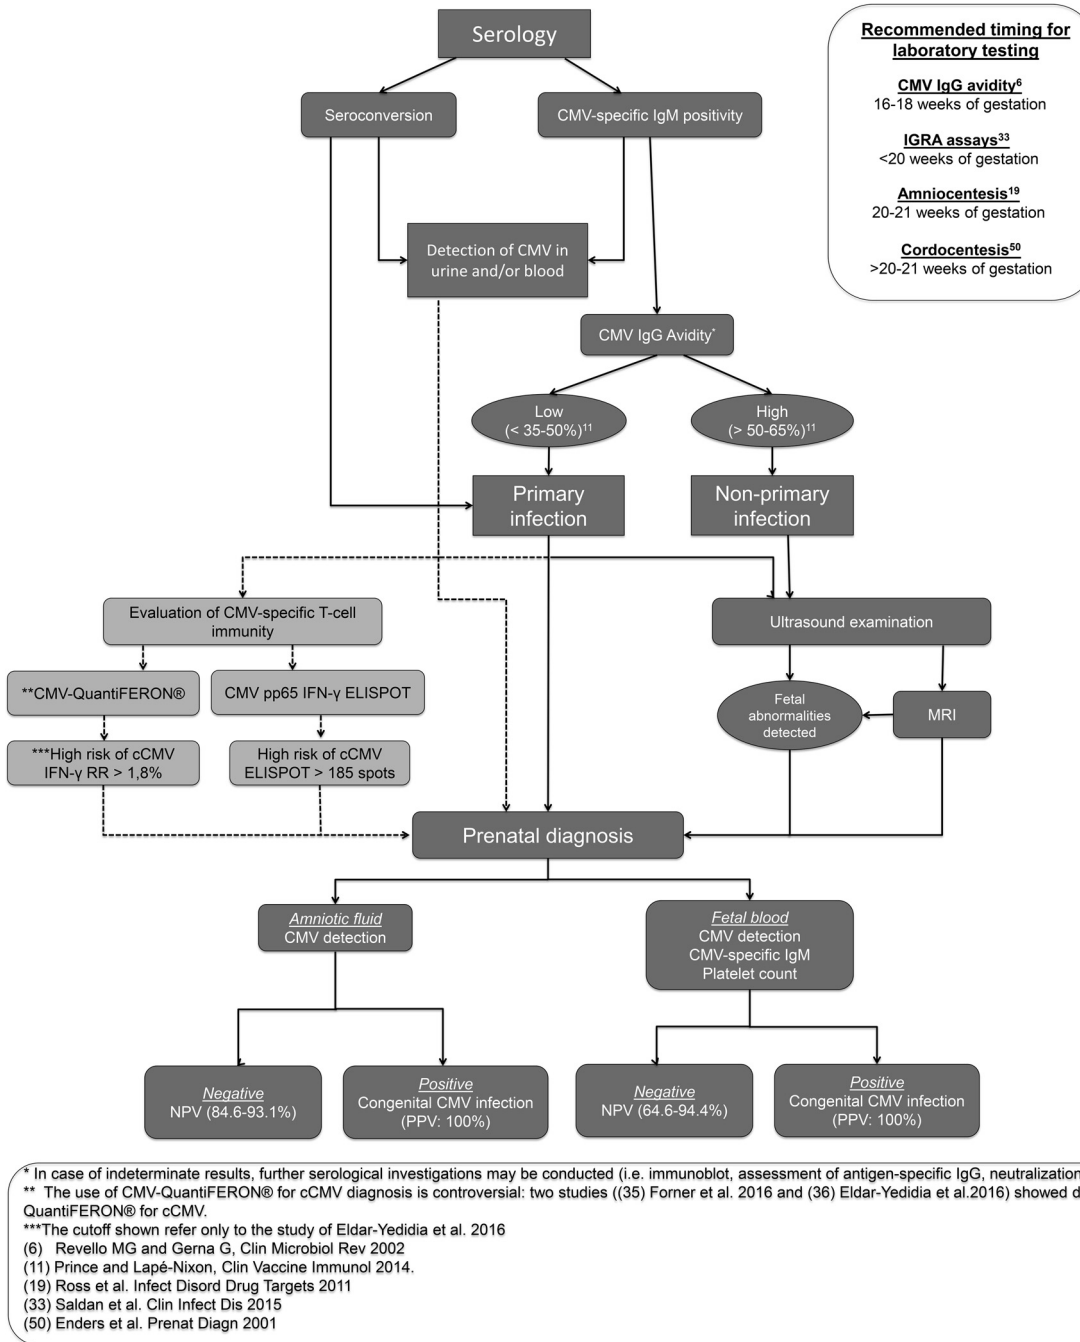 Serology
Recommended timing for
laboratory testing
CMV IgG avidity⁶
16-18 weeks of gestation
IGRA assays³³
<20 weeks of gestation
Amniocentesis¹⁹
20-21 weeks of gestation
Cordocentesis⁵⁰
>20-21 weeks of gestation
Seroconversion
CMV-specific IgM positivity
Detection of CMV in
urine and/or blood
CMV IgG Avidity*
Low
(< 35-50%)¹¹
High
(> 50-65%)¹¹
Primary
infection
Non-primary
infection
Evaluation of CMV-specific T-cell
immunity
Ultrasound examination
**CMV-QuantiFERON®
CMV pp65 IFN-γ ELISPOT
Fetal
abnormalities
detected
MRI
***High risk of cCMV
IFN-γ RR > 1,8%
High risk of cCMV
ELISPOT > 185 spots
Prenatal diagnosis
Amniotic fluid
CMV detection
Fetal blood
CMV detection
CMV-specific IgM
Platelet count
Negative
NPV (84.6-93.1%)
Positive
Congenital CMV infection
(PPV: 100%)
Negative
NPV (64.6-94.4%)
Positive
Congenital CMV infection
(PPV: 100%)
* In case of indeterminate results, further serological investigations may be conducted (i.e. immunoblot, assessment of antigen-specific IgG, neutralization
** The use of CMV-QuantiFERON® for cCMV diagnosis is controversial: two studies ((35) Forner et al. 2016 and (36) Eldar-Yedidia et al.2016) showed d
QuantiFERON® for cCMV.
***The cutoff shown refer only to the study of Eldar-Yedidia et al. 2016
(6) Revello MG and Gerna G, Clin Microbiol Rev 2002
(11) Prince and Lapé-Nixon, Clin Vaccine Immunol 2014.
(19) Ross et al. Infect Disord Drug Targets 2011
(33) Saldan et al. Clin Infect Dis 2015
(50) Enders et al. Prenat Diagn 2001